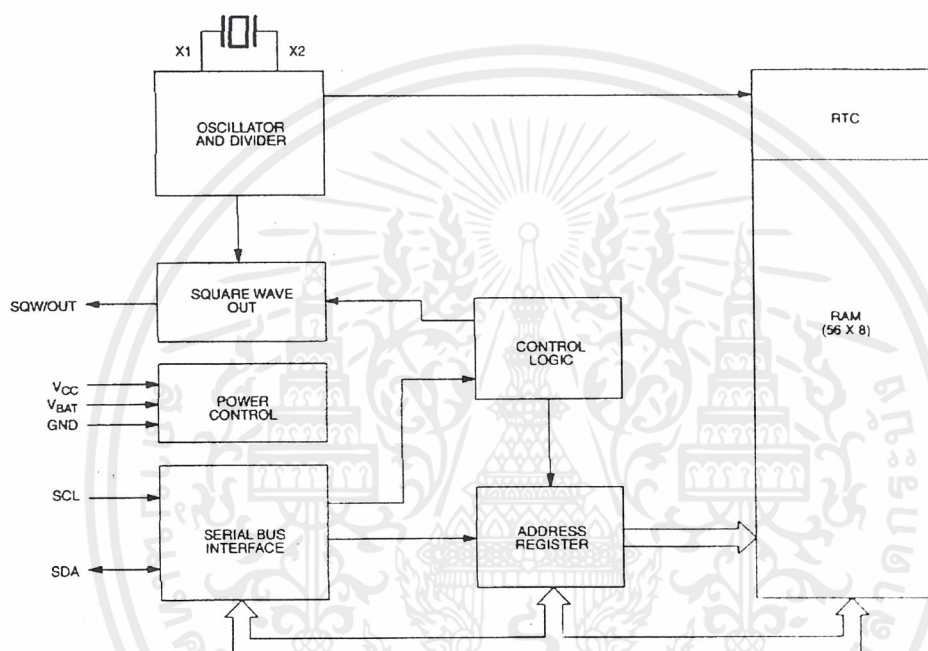 X1
X2
OSCILLATOR
AND DIVIDER
RTC
SQW/OUT
SQUARE WAVE
OUT
CONTROL
LOGIC
RAM
(56 X 8)
VCC
VBAT
GND
POWER
CONTROL
SCL
SDA
SERIAL BUS
INTERFACE
ADDRESS
REGISTER